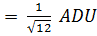 = 1/√12 ADU